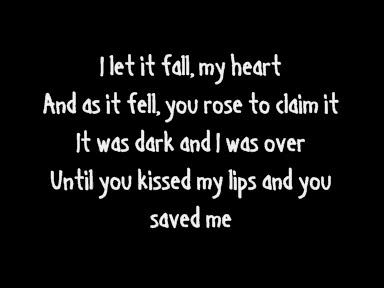 I let it fall, my heart
And as it fell, you rose to claim it
It was dark and I was over
Until you kissed my lips and you
saved me